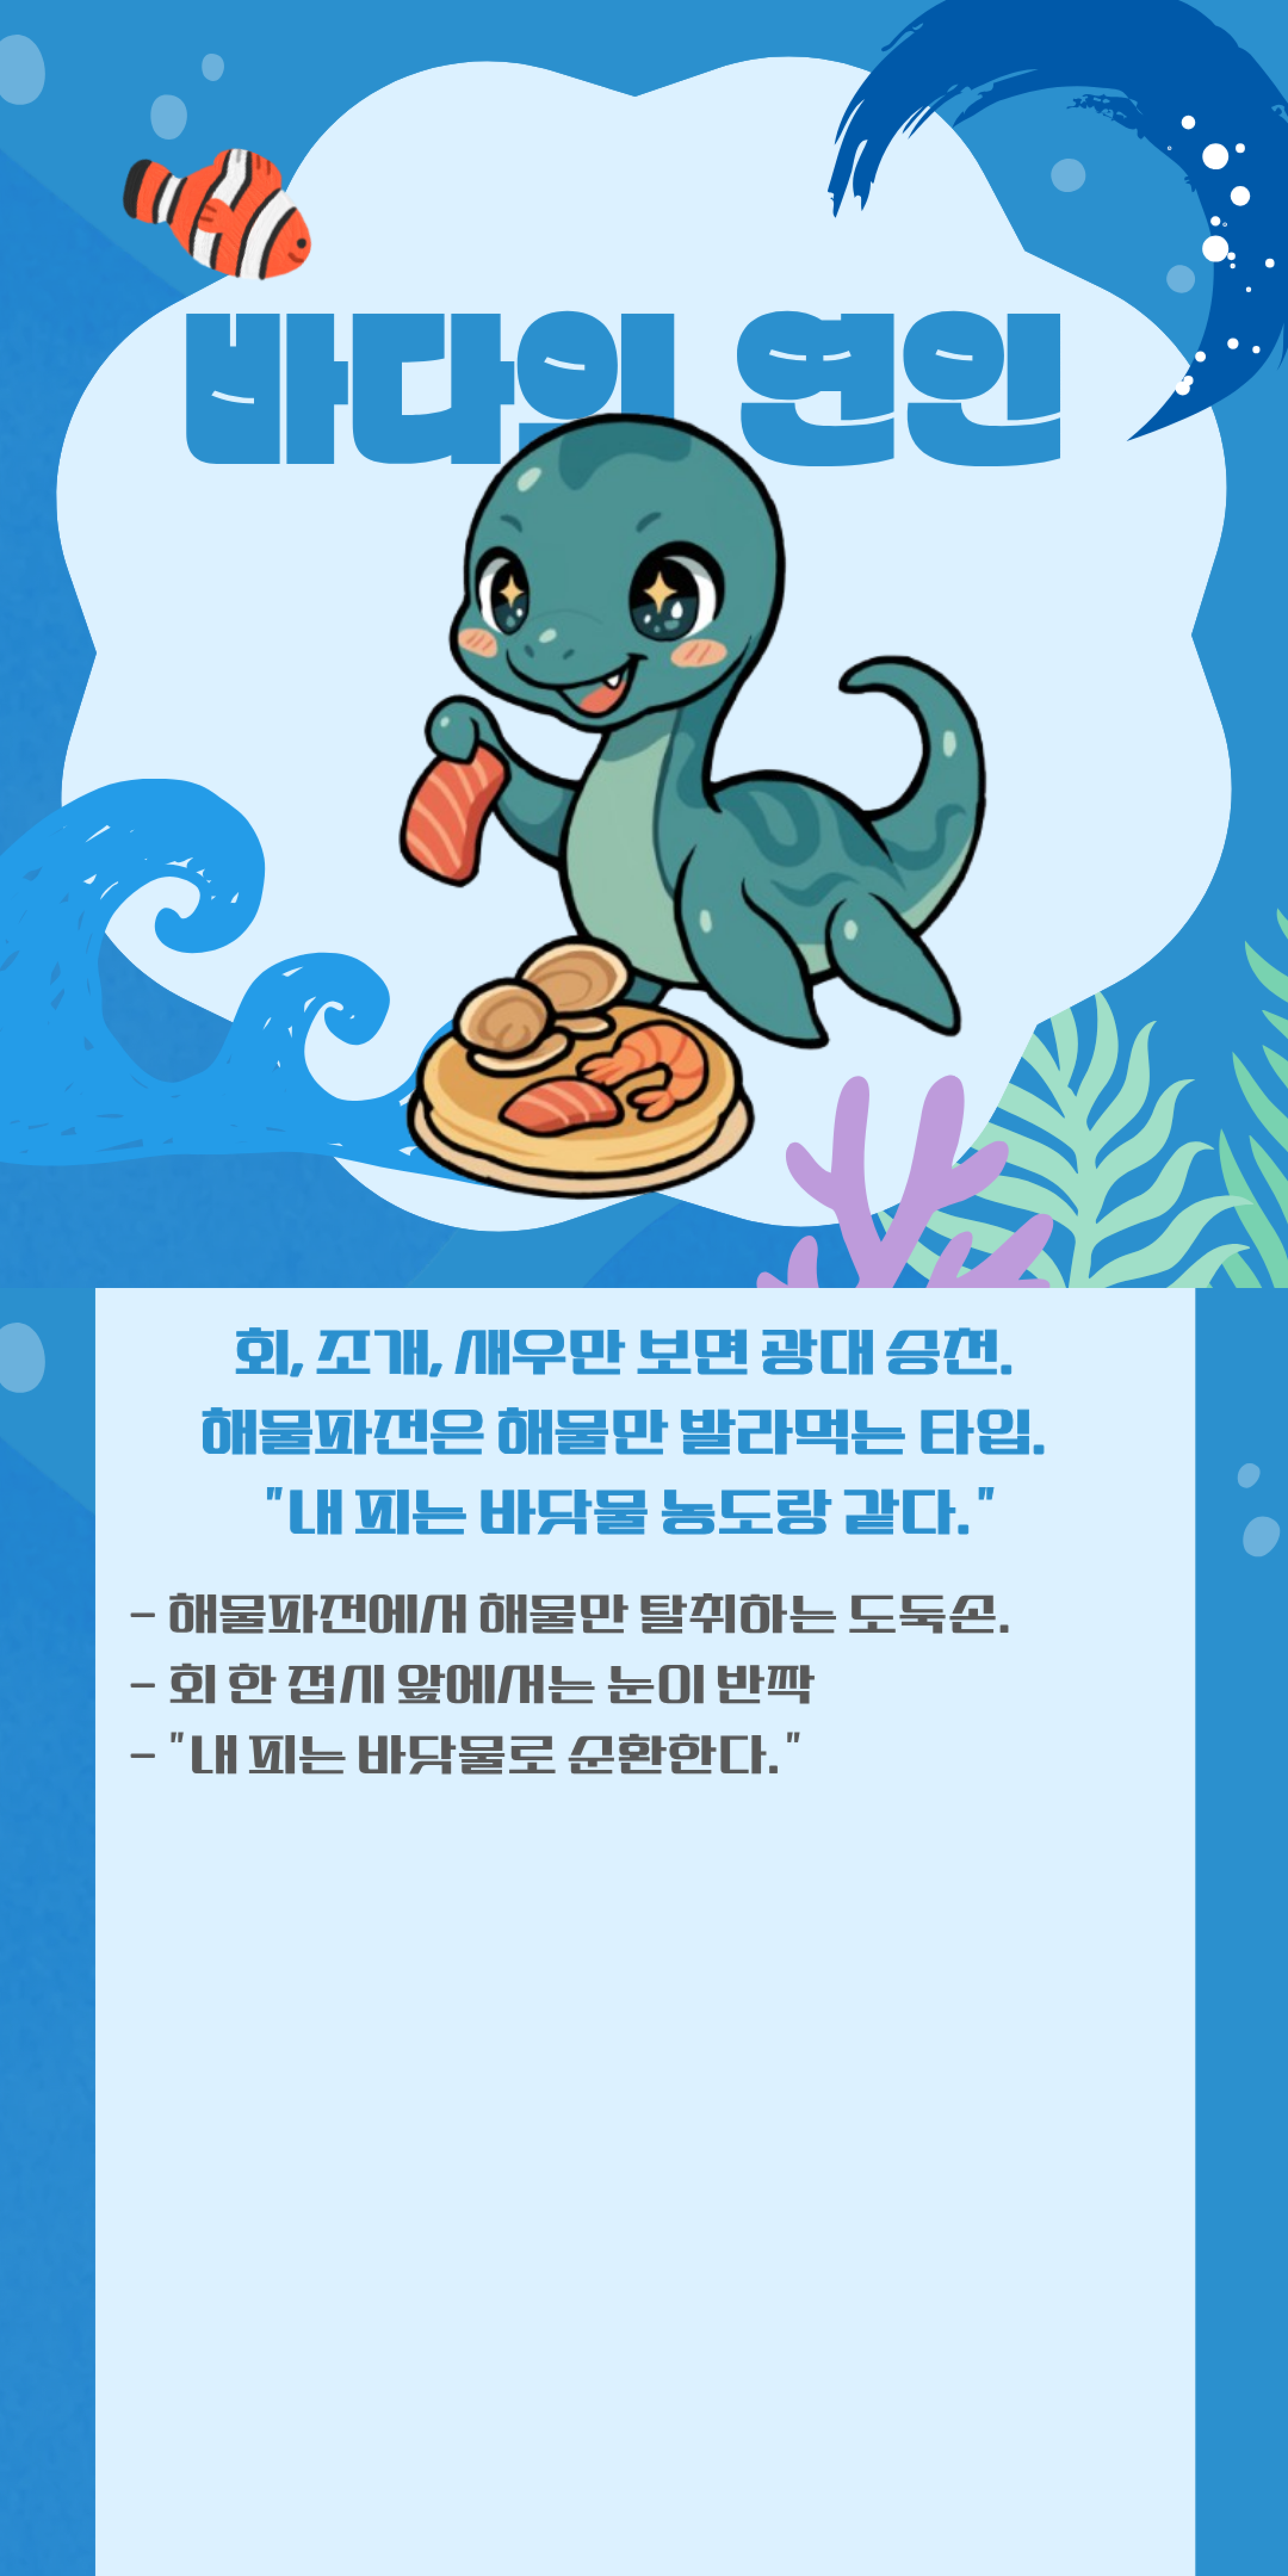 바다의 연인
회, 조개, 새우만 보면 광대 승천.
해물파전은 해물만 발라먹는 타입.
"내 피는 바닷물 농도랑 같다."
- 해물파전에서 해물만 탈취하는 도둑손.
- 회 한 접시 앞에서는 눈이 반짝
- "내 피는 바닷물로 순환한다."